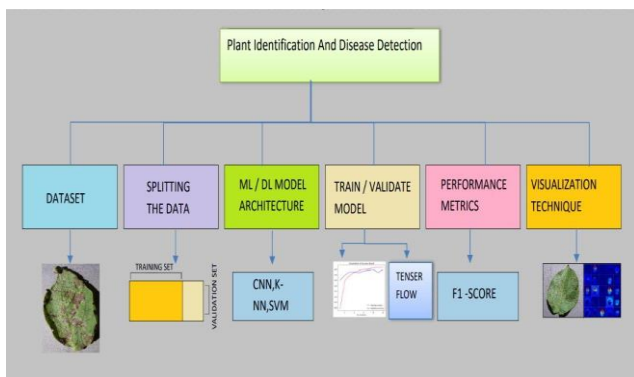 Plant Identification And Disease Detection
DATASET
SPLITTING
THE DATA
ML / DL MODEL
ARCHITECTURE
TRAIN / VALIDATE
MODEL
PERFORMANCE
METRICS
VISUALIZATION
TECHNIQUE
TRAINING SET
VALIDATION SET
CNN,K-
NN,SVM
TENSER
FLOW
F1 -SCORE